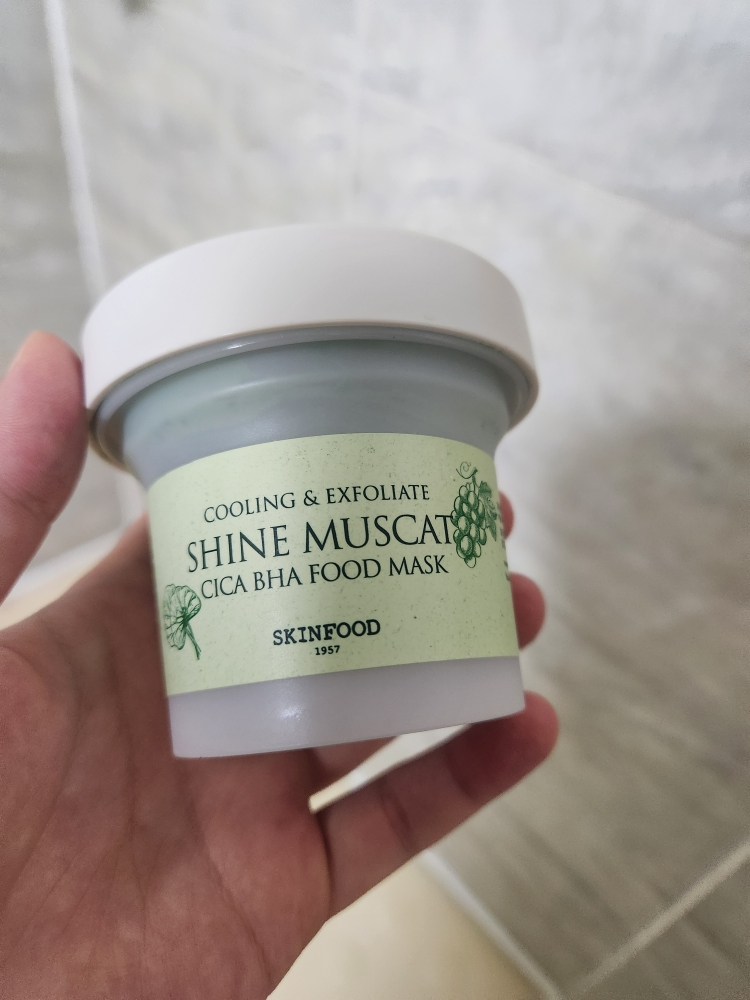 COOLING & EXFOLIATE
SHINE MUSCAT
CICA BHA FOOD MASK
SKINFOOD
1957